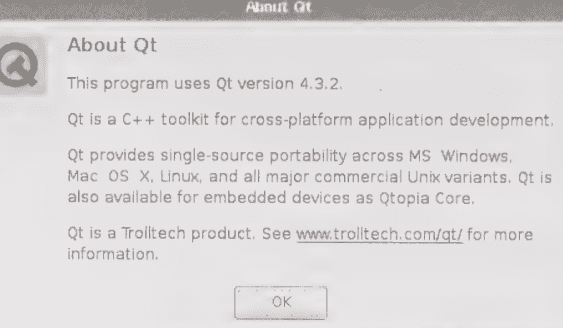 About Qt
About Qt
This program uses Qt version 4.3.2.
Qt is a C++ toolkit for cross-platform application development.
Qt provides single-source portability across MS Windows,
Mac OS X, Linux, and all major commercial Unix variants. Qt is
also available for embedded devices as Qtopia Core.
Qt is a Trolltech product. See www.trolltech.com/qt/ for more
information.
OK